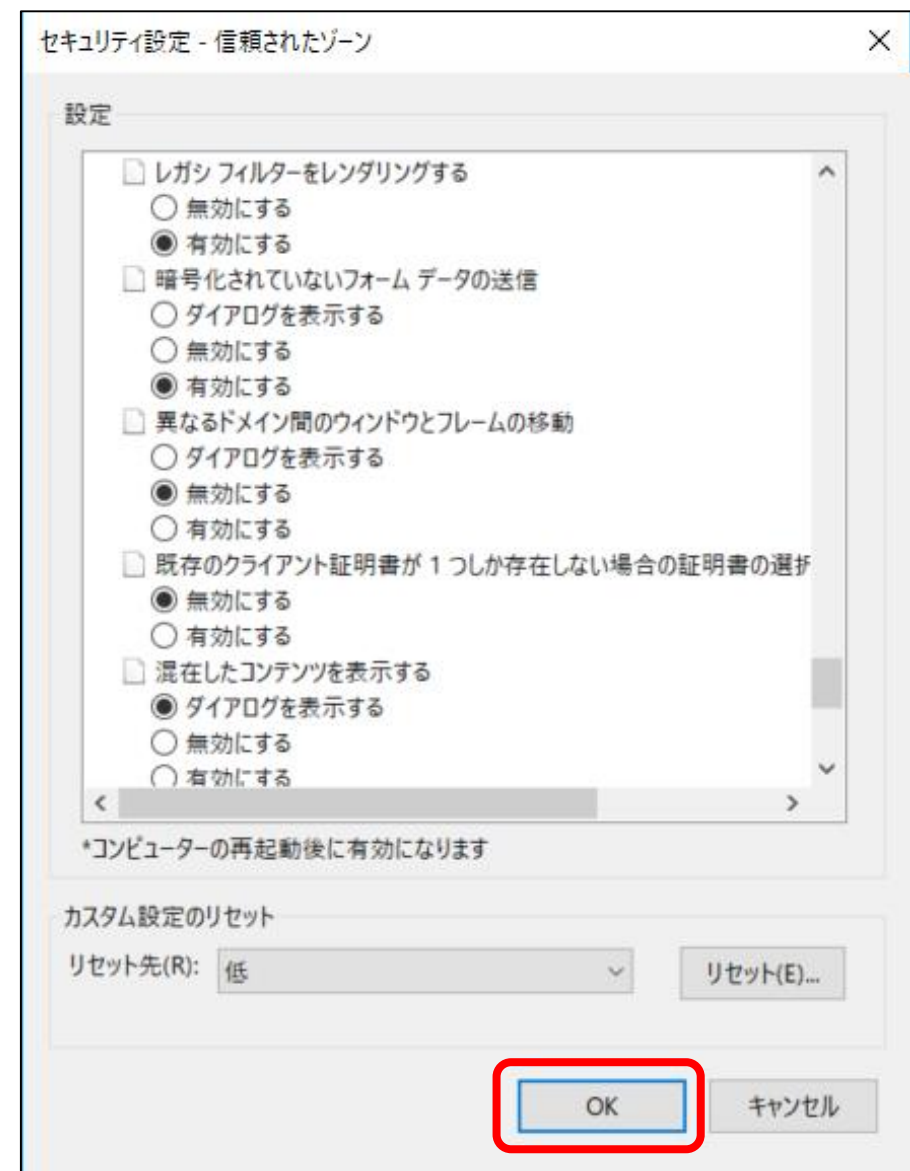 セキュリティ設定 - 信頼されたゾーン
設定
レガシ フィルターをレンダリングする
無効にする
有効にする
暗号化されていないフォーム データの送信
ダイアログを表示する
無効にする
有効にする
異なるドメイン間のウィンドウとフレームの移動
ダイアログを表示する
無効にする
有効にする
既存のクライアント証明書が 1 つしか存在しない場合の証明書の選択
無効にする
有効にする
混在したコンテンツを表示する
ダイアログを表示する
無効にする
有効にする
*コンピューターの再起動後に有効になります
カスタム設定のリセット
リセット先(R): 低 リセット(E)...
OK キャンセル